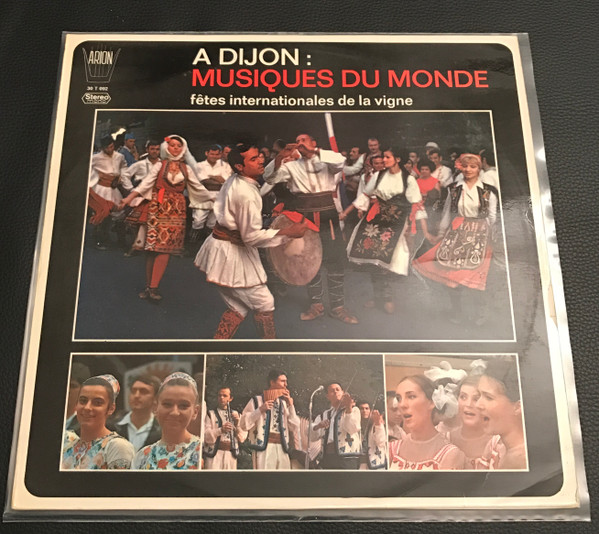 ARION
30 T 092
Stereo
A DIJON :
MUSIQUES DU MONDE
fêtes internationales de la vigne